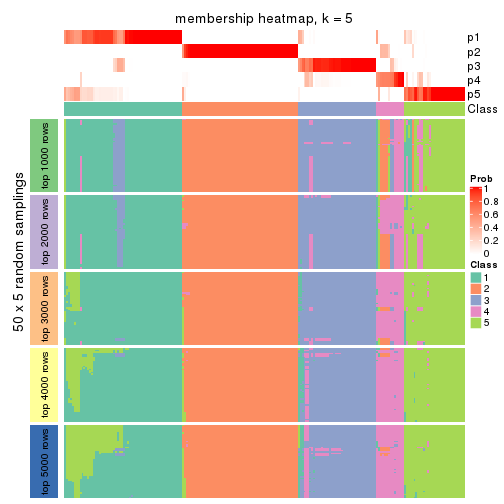 membership heatmap, k = 5
p1
p2
p3
p4
p5
Class
50 x 5 random samplings
top 1000 rows
top 2000 rows
top 3000 rows
top 4000 rows
top 5000 rows
Prob
1
0.8
0.6
0.4
0.2
0
Class
1
2
3
4
5